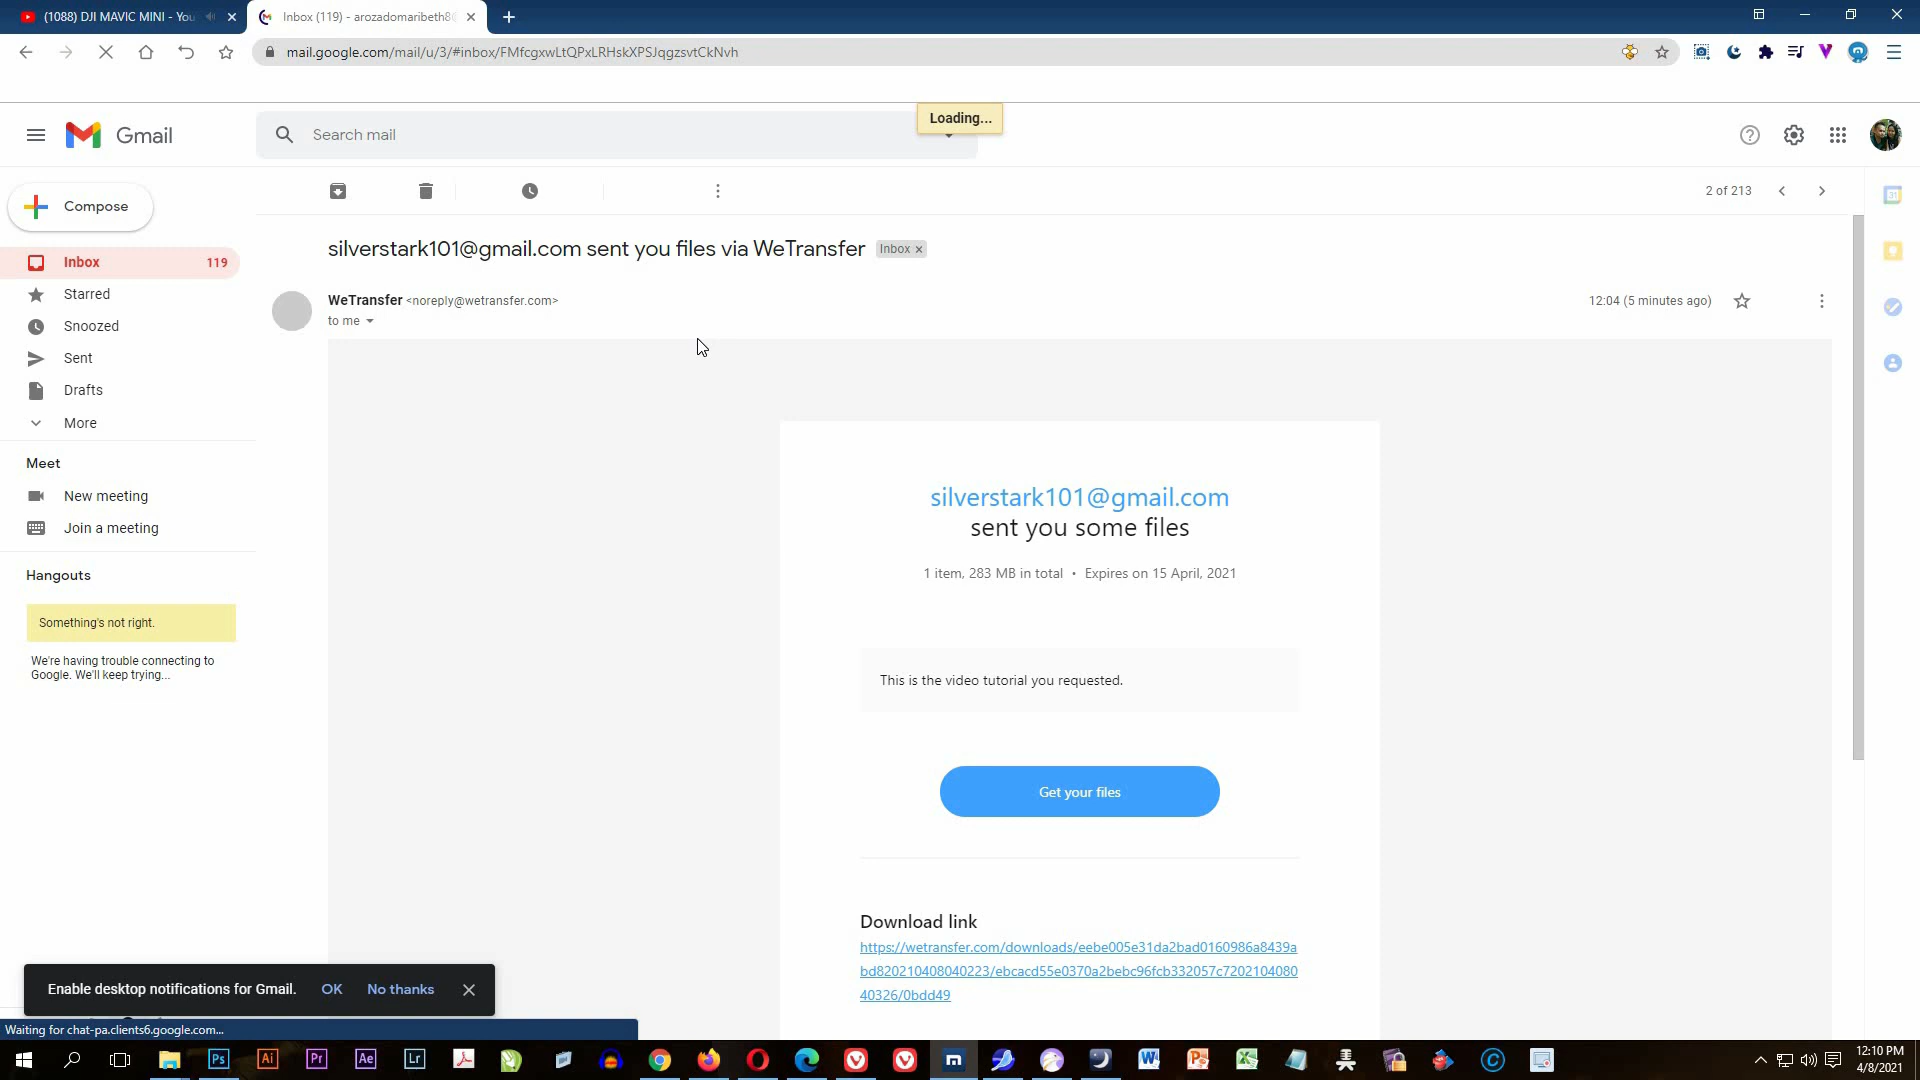 (1088) DJI MAVIC MINI - You
Inbox (119) - arozadomaribeth8
mail.google.com/mail/u/3/#inbox/FMfcgxwLtQPxLRHskXPSJqgzsvtCkNvh
Loading...
Gmail
Search mail
Compose
2 of 213
silverstark101@gmail.com sent you files via WeTransfer
Inbox ×
Inbox 119
Starred
Snoozed
Sent
Drafts
More
WeTransfer <noreply@wetransfer.com>
12:04 (5 minutes ago)
to me
Meet
New meeting
Join a meeting
Hangouts
Something's not right.
We're having trouble connecting to
Google. We'll keep trying...
silverstark101@gmail.com
sent you some files
1 item, 283 MB in total • Expires on 15 April, 2021
This is the video tutorial you requested.
Get your files
Download link
https://wetransfer.com/downloads/eebe005e31da2bad0160986a8439a
bd820210408040223/ebcacd55e0370a2bebc96fcb332057c7202104080
40326/0bdd49
Enable desktop notifications for Gmail. OK No thanks
Waiting for chat-pa.clients6.google.com...
Ps
Ai
Pr
Ae
Lr
12:10 PM
4/8/2021